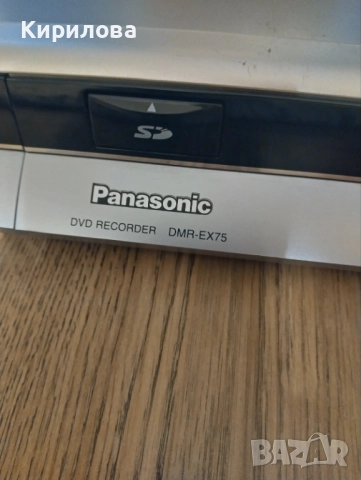 Кирилова
SD
Panasonic
DVD RECORDER DMR-EX75
BAZAR